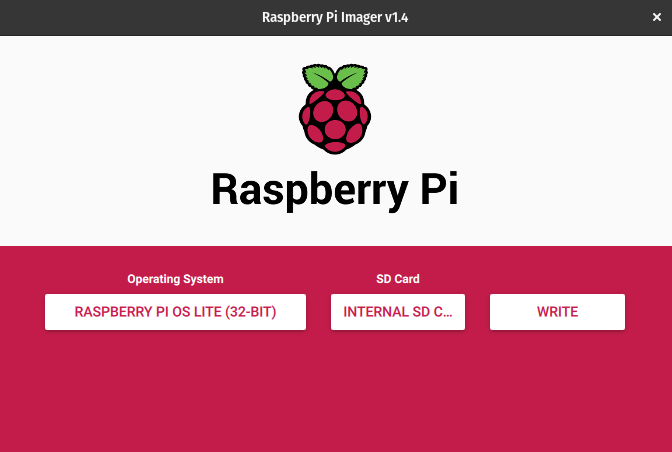 Raspberry Pi Imager v1.4
Raspberry Pi
Operating System
SD Card
RASPBERRY PI OS LITE (32-BIT)
INTERNAL SD C...
WRITE